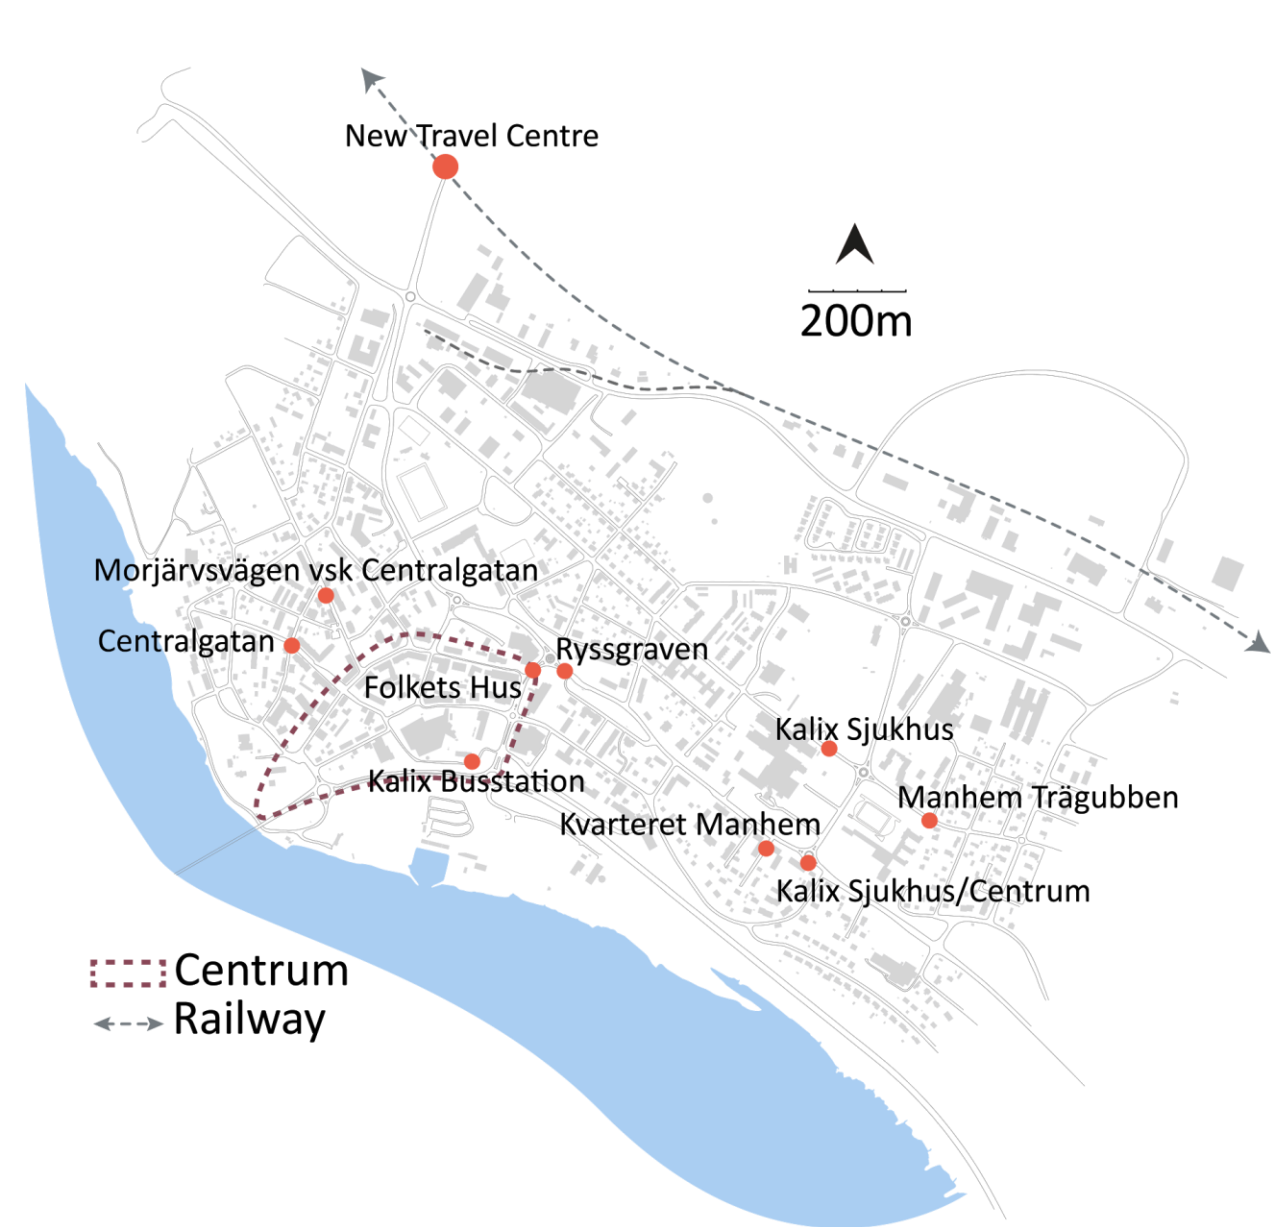 New Travel Centre
200m
Morjärvsvägen vsk Centralgatan
Centralgatan
Ryssgraven
Folkets Hus
Kalix Sjukhus
Kalix Busstation
Manhem Trägubben
Kvarteret Manhem
Kalix Sjukhus/Centrum
Centrum
Railway